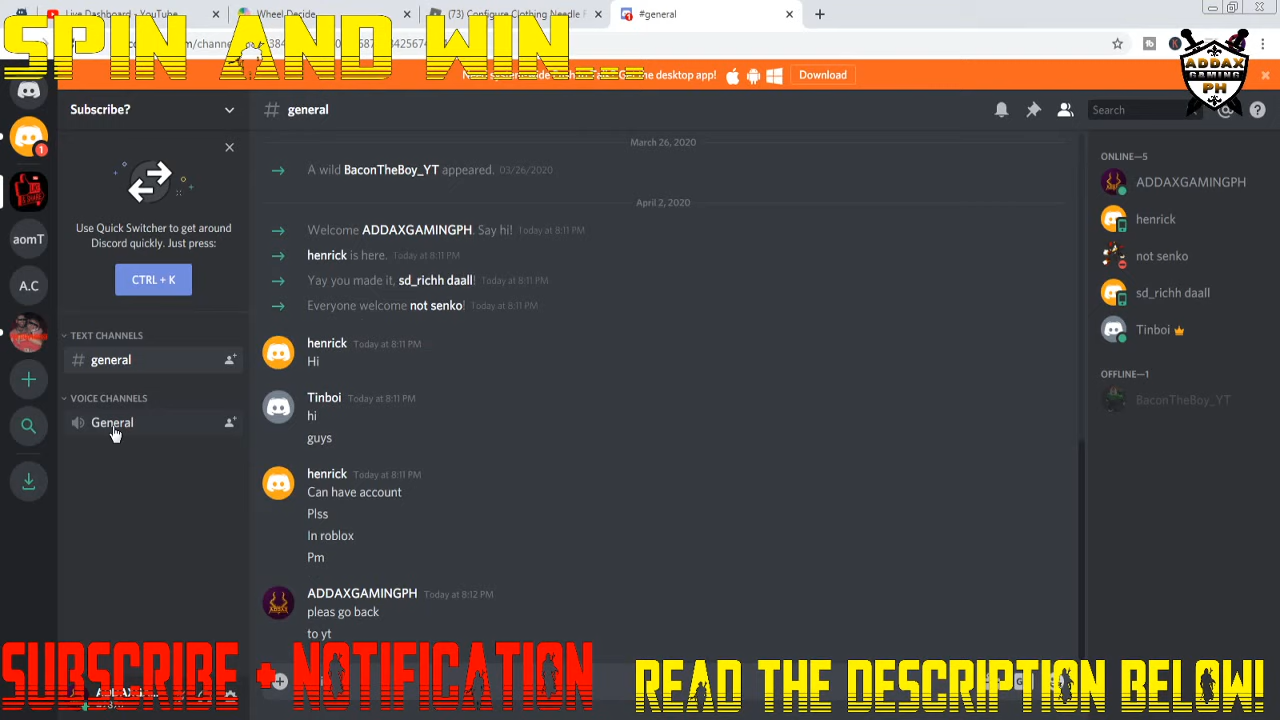 Live Dashboard - YouTube
Wheel Decide
(73) Configure Clothing Needle F
#general
SPIN AND WIN...
Download
ADDAX
GAMING
PH
Subscribe?
general
Search
Use Quick Switcher to get around
Discord quickly. Just press:
CTRL + K
aomT
A.C
TEXT CHANNELS
general
VOICE CHANNELS
General
March 26, 2020
A wild BaconTheBoy_YT appeared. 03/26/2020
April 2, 2020
Welcome ADDAXGAMINGPH. Say hi! Today at 8:11 PM
henrick is here. Today at 8:11 PM
Yay you made it, sd_richh daall! Today at 8:11 PM
Everyone welcome not senko! Today at 8:11 PM
henrick Today at 8:11 PM
Hi
Tinboi Today at 8:11 PM
hi
guys
henrick Today at 8:11 PM
Can have account
Plss
In roblox
Pm
ADDAXGAMINGPH Today at 8:12 PM
pleas go back
to yt
ONLINE—5
ADDAXGAMINGPH
henrick
not senko
sd_richh daall
Tinboi
OFFLINE—1
BaconTheBoy_YT
SUBSCRIBE + NOTIFICATION
READ THE DESCRIPTION BELOW!